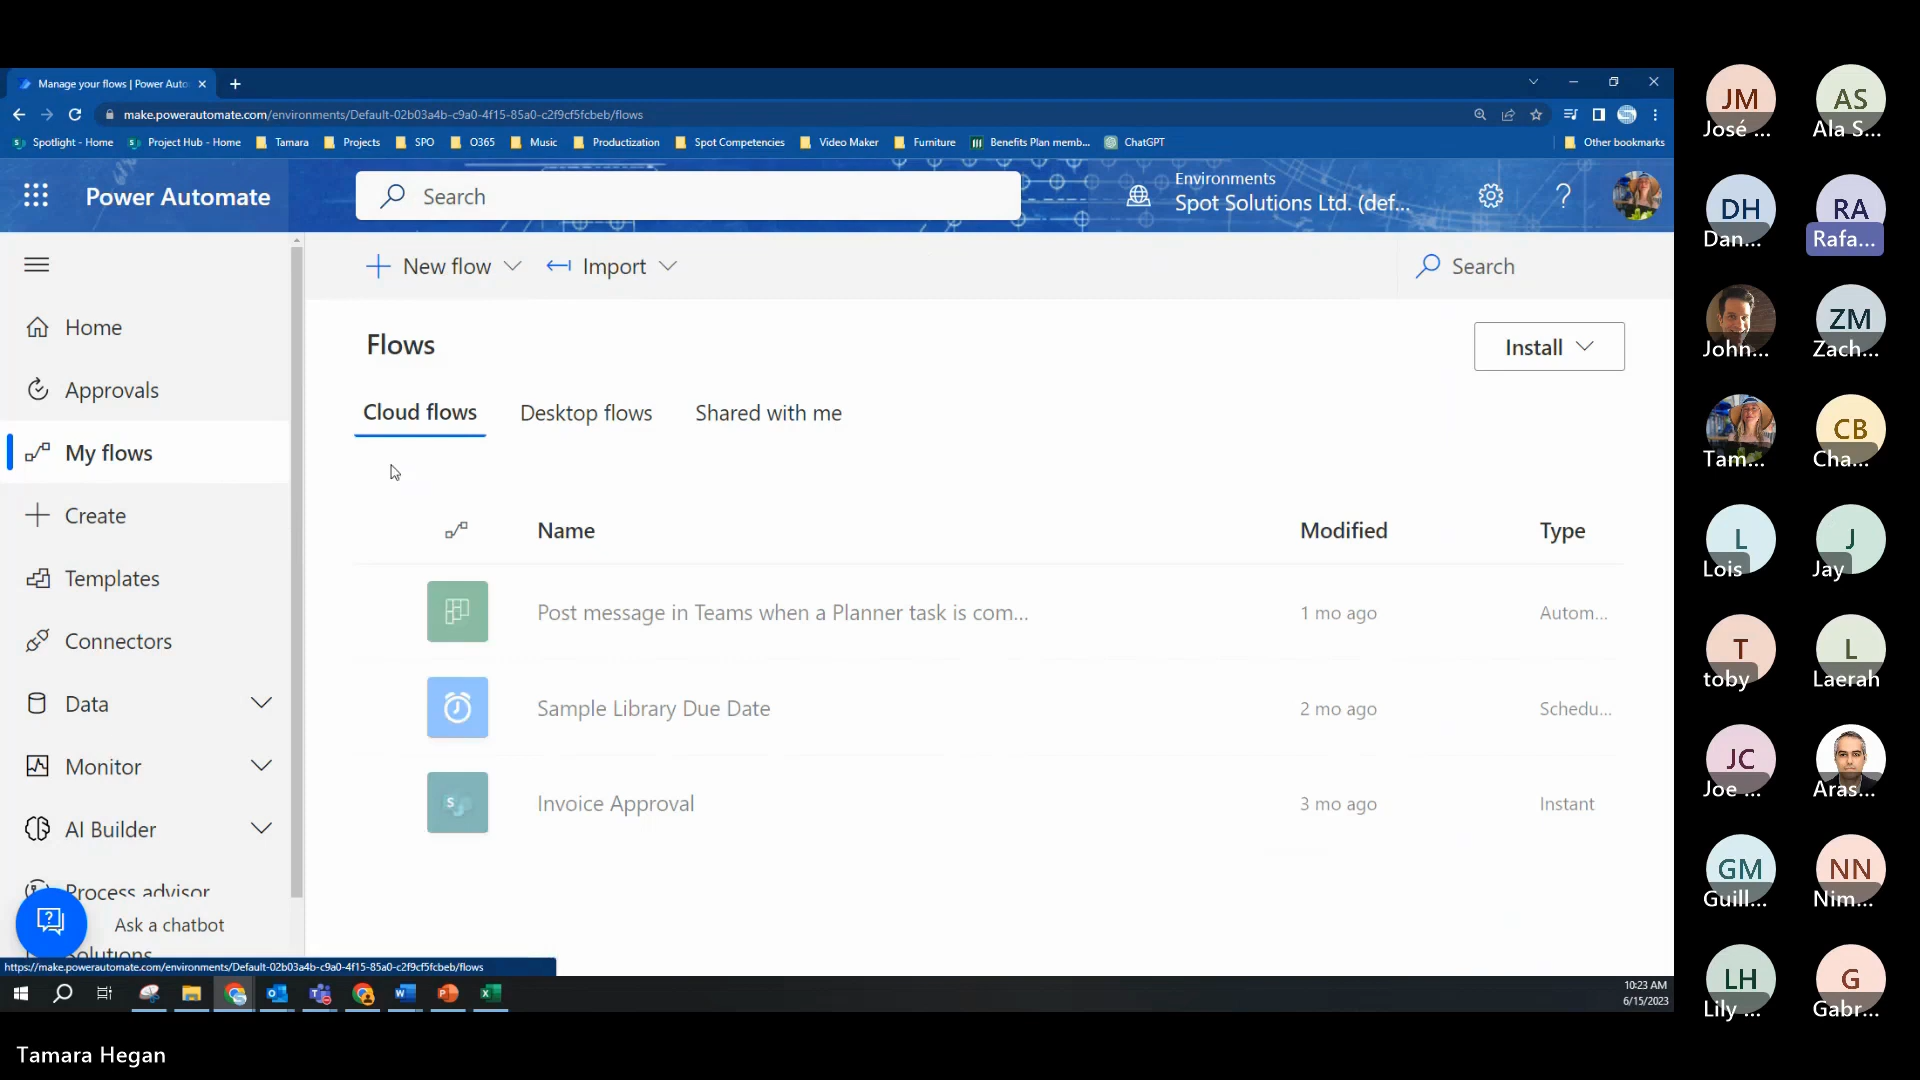 Manage your flows | Power Auto
make.powerautomate.com/environments/Default-02b03a4b-c9a0-4f15-85a0-c2f9cf5fcbeb/flows
Spotlight - Home
Project Hub - Home
Tamara
Projects
SPO
O365
Music
Productization
Spot Competencies
Video Maker
Furniture
Benefits Plan memb...
ChatGPT
Other bookmarks
Power Automate
Search
Environments
Spot Solutions Ltd. (def...
?
New flow
Import
Search
Home
Approvals
My flows
Create
Templates
Connectors
Data
Monitor
AI Builder
Process advisor
Solutions
Ask a chatbot
Flows
Install
Cloud flows
Desktop flows
Shared with me
Name
Modified
Type
Post message in Teams when a Planner task is com...
1 mo ago
Autom...
Sample Library Due Date
2 mo ago
Schedu...
Invoice Approval
3 mo ago
Instant
https://make.powerautomate.com/environments/Default-02b03a4b-c9a0-4f15-85a0-c2f9cf5fcbeb/flows
10:23 AM
6/15/2023
JM
José ...
AS
Ala S...
DH
Dan...
RA
Rafa...
John...
ZM
Zach...
Tam...
CB
Cha...
L
Lois
J
Jay
T
toby
L
Laerah
JC
Joe ...
Aras...
GM
Guill...
NN
Nim...
LH
Lily ...
G
Gabr...
Tamara Hegan